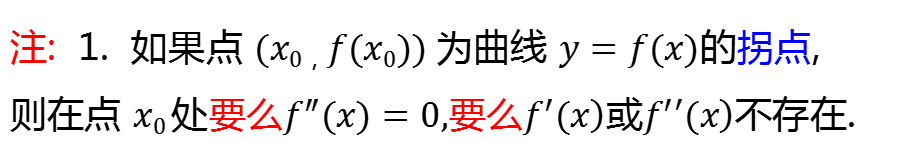 注: 1. 如果点 (x₀ , f(x₀)) 为曲线 y = f(x)的拐点,
则在点 x₀处要么f″(x) = 0,要么f′(x)或f′′(x)不存在.